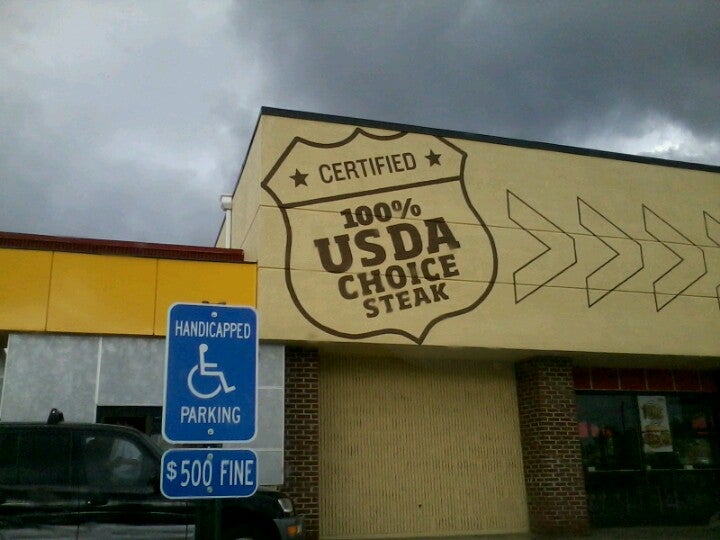 CERTIFIED
100%
USDA
CHOICE
STEAK
HANDICAPPED
PARKING
$500 FINE